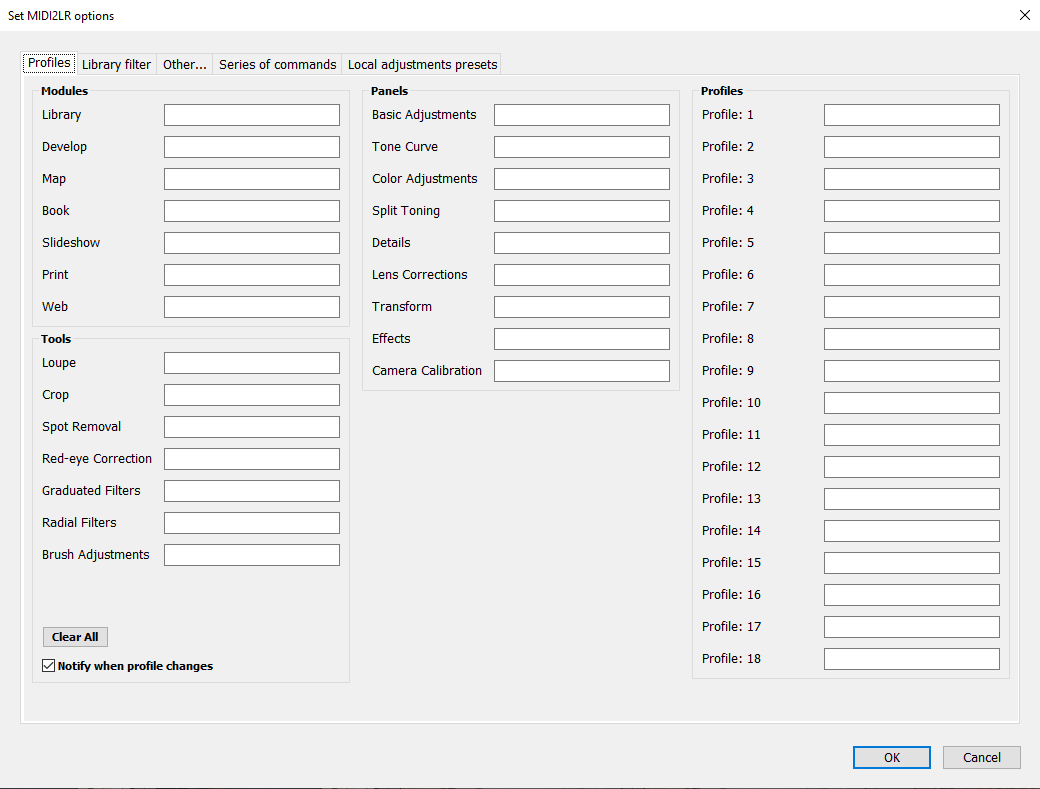 Set MIDI2LR options
Profiles
Library filter
Other...
Series of commands
Local adjustments presets
Modules
Library
Develop
Map
Book
Slideshow
Print
Web
Tools
Loupe
Crop
Spot Removal
Red-eye Correction
Graduated Filters
Radial Filters
Brush Adjustments
Clear All
Notify when profile changes
Panels
Basic Adjustments
Tone Curve
Color Adjustments
Split Toning
Details
Lens Corrections
Transform
Effects
Camera Calibration
Profiles
Profile: 1
Profile: 2
Profile: 3
Profile: 4
Profile: 5
Profile: 6
Profile: 7
Profile: 8
Profile: 9
Profile: 10
Profile: 11
Profile: 12
Profile: 13
Profile: 14
Profile: 15
Profile: 16
Profile: 17
Profile: 18
OK
Cancel